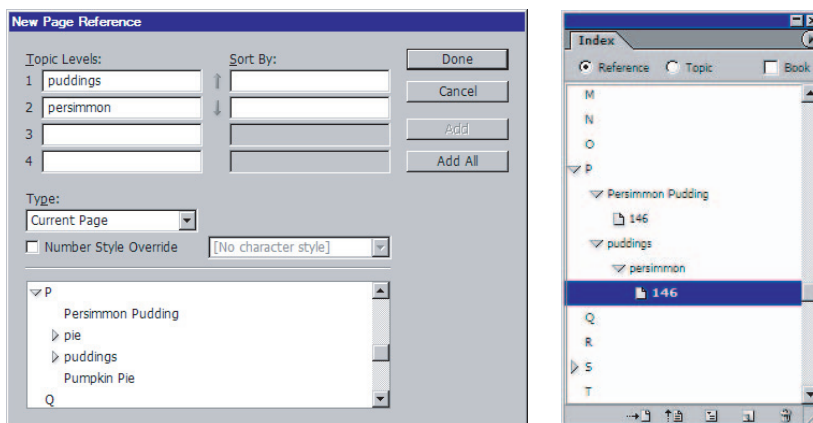 New Page Reference
Topic Levels: Sort By: Done
1 puddings
Cancel
2 persimmon
3 Add
4 Add All
Type:
Current Page
Number Style Override [No character style]
P
Persimmon Pudding
pie
puddings
Pumpkin Pie
Q
Index
Reference Topic Book
M
N
O
P
Persimmon Pudding
146
puddings
persimmon
146
Q
R
S
T